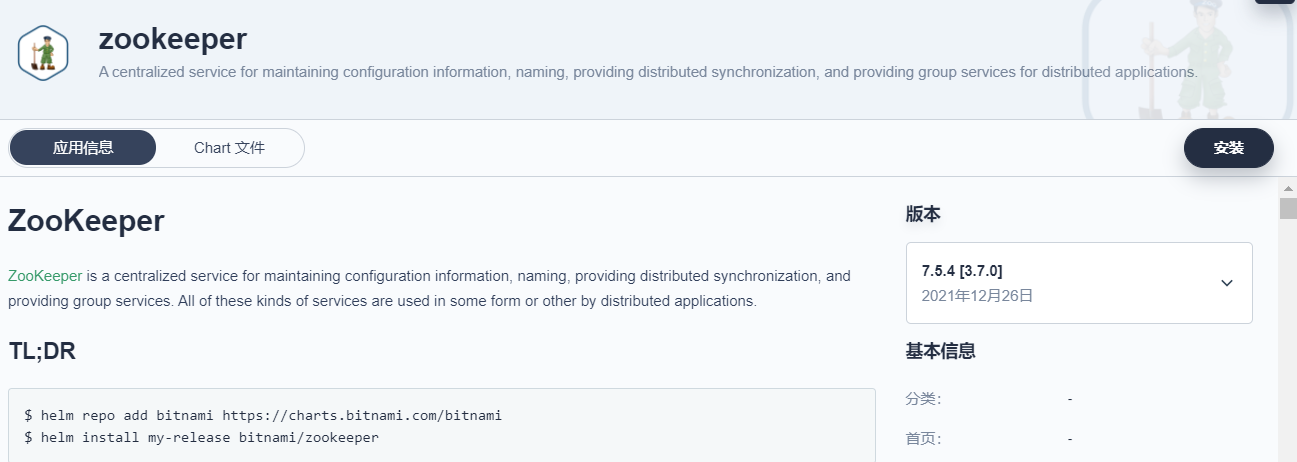 zookeeper
A centralized service for maintaining configuration information, naming, providing distributed synchronization, and providing group services for distributed applications.
应用信息
Chart 文件
安装
ZooKeeper
ZooKeeper is a centralized service for maintaining configuration information, naming, providing distributed synchronization, and
providing group services. All of these kinds of services are used in some form or other by distributed applications.
TL;DR
$ helm repo add bitnami https://charts.bitnami.com/bitnami
$ helm install my-release bitnami/zookeeper
版本
7.5.4 [3.7.0]
2021年12月26日
基本信息
分类: -
首页: -